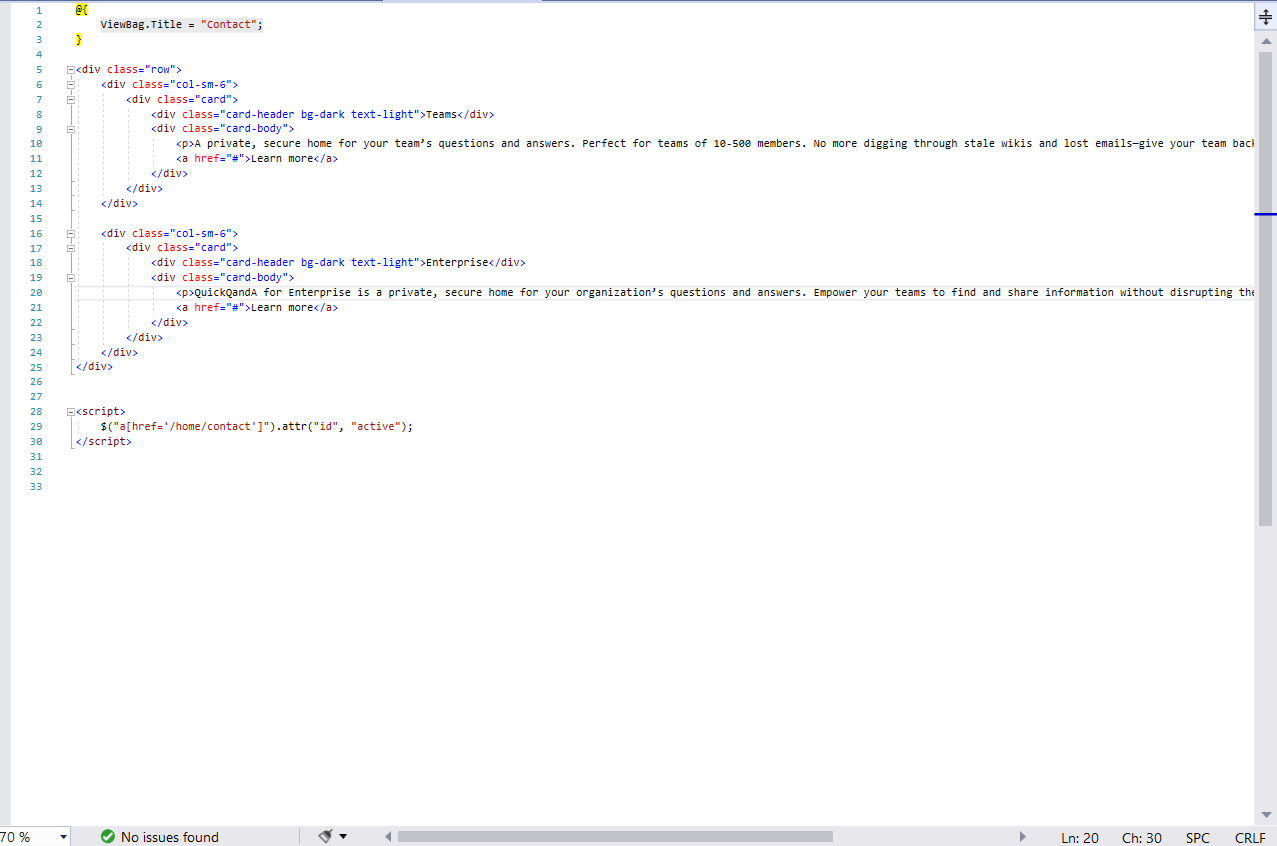 1 @{
2 ViewBag.Title = "Contact";
3 }
4
5 <div class="row">
6 <div class="col-sm-6">
7 <div class="card">
8 <div class="card-header bg-dark text-light">Teams</div>
9 <div class="card-body">
10 <p>A private, secure home for your team’s questions and answers. Perfect for teams of 10-500 members. No more digging through stale wikis and lost emails—give your team back
11 <a href="#">Learn more</a>
12 </div>
13 </div>
14 </div>
15
16 <div class="col-sm-6">
17 <div class="card">
18 <div class="card-header bg-dark text-light">Enterprise</div>
19 <div class="card-body">
20 <p>QuickQandA for Enterprise is a private, secure home for your organization’s questions and answers. Empower your teams to find and share information without disrupting the
21 <a href="#">Learn more</a>
22 </div>
23 </div>
24 </div>
25 </div>
26
27
28 <script>
29 $("a[href='/home/contact']").attr("id", "active");
30 </script>
31
32
33
70 % No issues found Ln: 20 Ch: 30 SPC CRLF